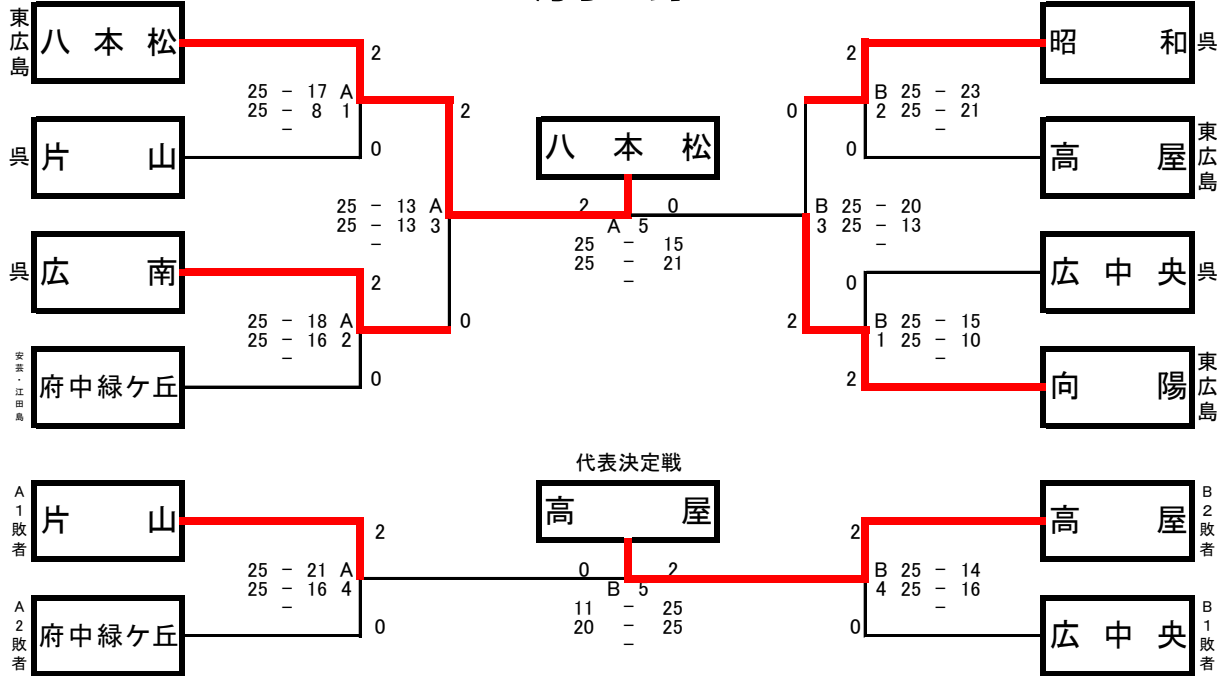 東広島
八本松
2
25 - 17 A
25 - 8 1
-
0
呉
片山
2
25 - 13 A
25 - 13 3
-
呉
広南
2
25 - 18 A
25 - 16 2
-
0
0
安芸・江田島
府中緑ケ丘
八本松
2 0
A 5
25 - 15
25 - 21
-
昭和
呉
2
B 25 - 23
2 25 - 21
-
0
0
高屋
東広島
B 25 - 20
3 25 - 13
-
広中央
呉
0
2
B 25 - 15
1 25 - 10
-
2
向陽
東広島
代表決定戦
A1敗者
片山
2
25 - 21 A
25 - 16 4
-
0
A2敗者
府中緑ケ丘
高屋
0 2
B 5
11 - 25
20 - 25
-
高屋
B2敗者
2
B 25 - 14
4 25 - 16
-
0
広中央
B1敗者